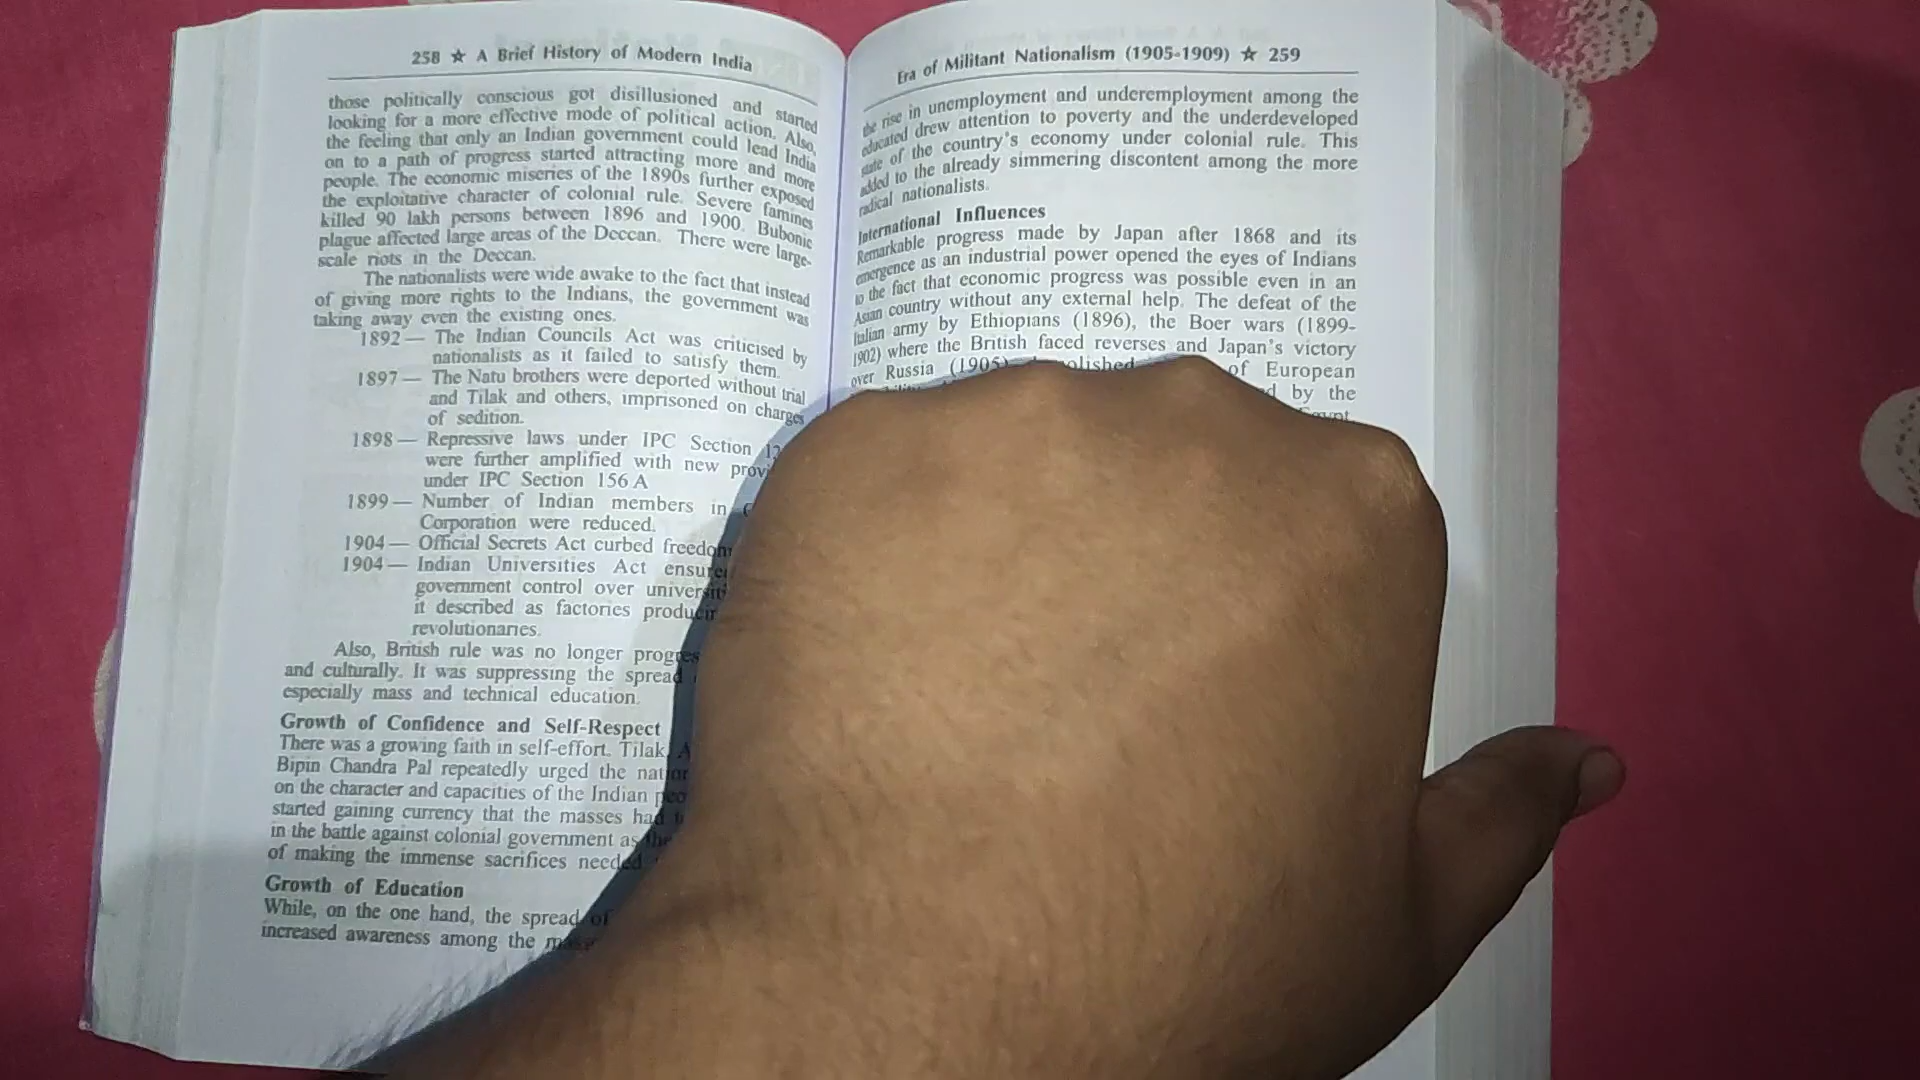 258 ☆ A Brief History of Modern India
those politically conscious got disillusioned and started
looking for a more effective mode of political action. Also,
the feeling that only an Indian government could lead India
on to a path of progress started attracting more and more
people. The economic miseries of the 1890s further exposed
the exploitative character of colonial rule. Severe famines
killed 90 lakh persons between 1896 and 1900. Bubonic
plague affected large areas of the Deccan. There were large-
scale riots in the Deccan.
The nationalists were wide awake to the fact that instead
of giving more rights to the Indians, the government was
taking away even the existing ones.
1892 — The Indian Councils Act was criticised by
nationalists as it failed to satisfy them.
1897 — The Natu brothers were deported without trial
and Tilak and others, imprisoned on charges
of sedition.
1898 — Repressive laws under IPC Section
were further amplified with new
under IPC Section 156 A
1899 — Number of Indian members in
Corporation were reduced.
1904 — Official Secrets Act curbed freedom
1904 — Indian Universities Act
government control over
it described as factories
revolutionaries.
Also, British rule was no longer
and culturally. It was suppressing the spread
especially mass and technical education.
Growth of Confidence and Self-Respect
There was a growing faith in self-effort. Tilak,
Bipin Chandra Pal repeatedly urged the
on the character and capacities of the Indian
started gaining currency that the masses had
in the battle against colonial government as
of making the immense sacrifices needed
Growth of Education
While, on the one hand, the spread of
increased awareness among the
Era of Militant Nationalism (1905-1909) ☆ 259
the rise in unemployment and underemployment among the
educated drew attention to poverty and the underdeveloped
state of the country's economy under colonial rule. This
added to the already simmering discontent among the more
radical nationalists.
International Influences
Remarkable progress made by Japan after 1868 and its
emergence as an industrial power opened the eyes of Indians
to the fact that economic progress was possible even in an
Asian country without any external help. The defeat of the
Italian army by Ethiopians (1896), the Boer wars (1899-
1902) where the British faced reverses and Japan's victory
over Russia (1905) of European
by the